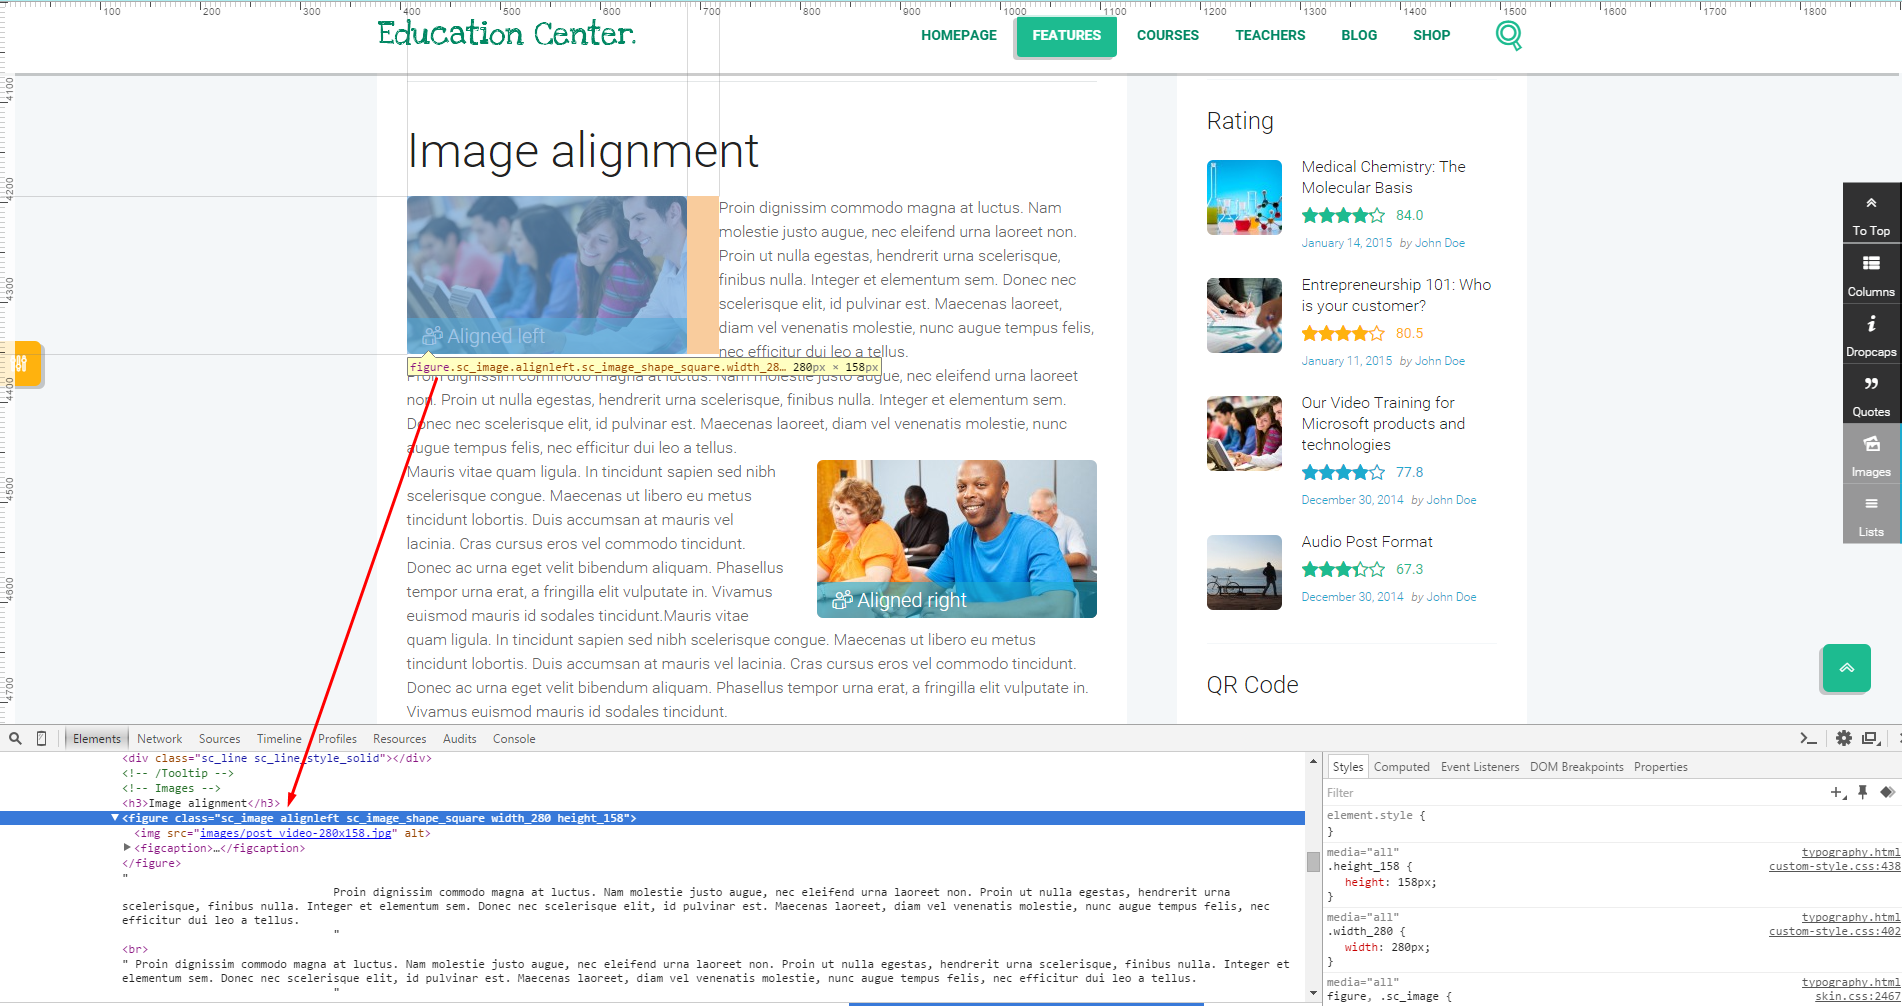 100 200 300 400 500 600 700 800 900 1000 1100 1200 1300 1400 1500 1600 1700 1800
Education Center.
HOMEPAGE FEATURES COURSES TEACHERS BLOG SHOP
4100
4200
4300
4400
4500
4600
4700
Image alignment
Aligned left
Proin dignissim commodo magna at luctus. Nam
molestie justo augue, nec eleifend urna laoreet non.
Proin ut nulla egestas, hendrerit urna scelerisque,
finibus nulla. Integer et elementum sem. Donec nec
scelerisque elit, id pulvinar est. Maecenas laoreet,
diam vel venenatis molestie, nunc augue tempus felis,
nec efficitur dui leo a tellus.
figure.sc_image.alignleft.sc_image_shape_square.width_28… 280px × 158px
Proin dignissim commodo magna at luctus. Nam molestie justo augue, nec eleifend urna laoreet
non. Proin ut nulla egestas, hendrerit urna scelerisque, finibus nulla. Integer et elementum sem.
Donec nec scelerisque elit, id pulvinar est. Maecenas laoreet, diam vel venenatis molestie, nunc
augue tempus felis, nec efficitur dui leo a tellus.
Mauris vitae quam ligula. In tincidunt sapien sed nibh
scelerisque congue. Maecenas ut libero eu metus
tincidunt lobortis. Duis accumsan at mauris vel
lacinia. Cras cursus eros vel commodo tincidunt.
Donec ac urna eget velit bibendum aliquam. Phasellus
tempor urna erat, a fringilla elit vulputate in. Vivamus
euismod mauris id sodales tincidunt.Mauris vitae
quam ligula. In tincidunt sapien sed nibh scelerisque congue. Maecenas ut libero eu metus
tincidunt lobortis. Duis accumsan at mauris vel lacinia. Cras cursus eros vel commodo tincidunt.
Donec ac urna eget velit bibendum aliquam. Phasellus tempor urna erat, a fringilla elit vulputate in.
Vivamus euismod mauris id sodales tincidunt.
Aligned right
Rating
Medical Chemistry: The
Molecular Basis
84.0
January 14, 2015 by John Doe
Entrepreneurship 101: Who
is your customer?
80.5
January 11, 2015 by John Doe
Our Video Training for
Microsoft products and
technologies
77.8
December 30, 2014 by John Doe
Audio Post Format
67.3
December 30, 2014 by John Doe
QR Code
To Top
Columns
Dropcaps
Quotes
Images
Lists
Elements Network Sources Timeline Profiles Resources Audits Console
<div class="sc_line sc_line_style_solid"></div>
<!-- /Tooltip -->
<!-- Images -->
<h3>Image alignment</h3>
<figure class="sc_image alignleft sc_image_shape_square width_280 height_158">
<img src="images/post_video-280x158.jpg" alt>
<figcaption>…</figcaption>
</figure>
"
Proin dignissim commodo magna at luctus. Nam molestie justo augue, nec eleifend urna laoreet non. Proin ut nulla egestas, hendrerit urna
scelerisque, finibus nulla. Integer et elementum sem. Donec nec scelerisque elit, id pulvinar est. Maecenas laoreet, diam vel venenatis molestie, nunc augue tempus felis, nec
efficitur dui leo a tellus.
"
<br>
" Proin dignissim commodo magna at luctus. Nam molestie justo augue, nec eleifend urna laoreet non. Proin ut nulla egestas, hendrerit urna scelerisque, finibus nulla. Integer et
elementum sem. Donec nec scelerisque elit, id pulvinar est. Maecenas laoreet, diam vel venenatis molestie, nunc augue tempus felis, nec efficitur dui leo a tellus.
"
Styles Computed Event Listeners DOM Breakpoints Properties
Filter
element.style {
}
media="all" typography.html
.height_158 { custom-style.css:438
height: 158px;
}
media="all" typography.html
.width_280 { custom-style.css:402
width: 280px;
}
media="all" typography.html
figure, .sc_image { skin.css:2467